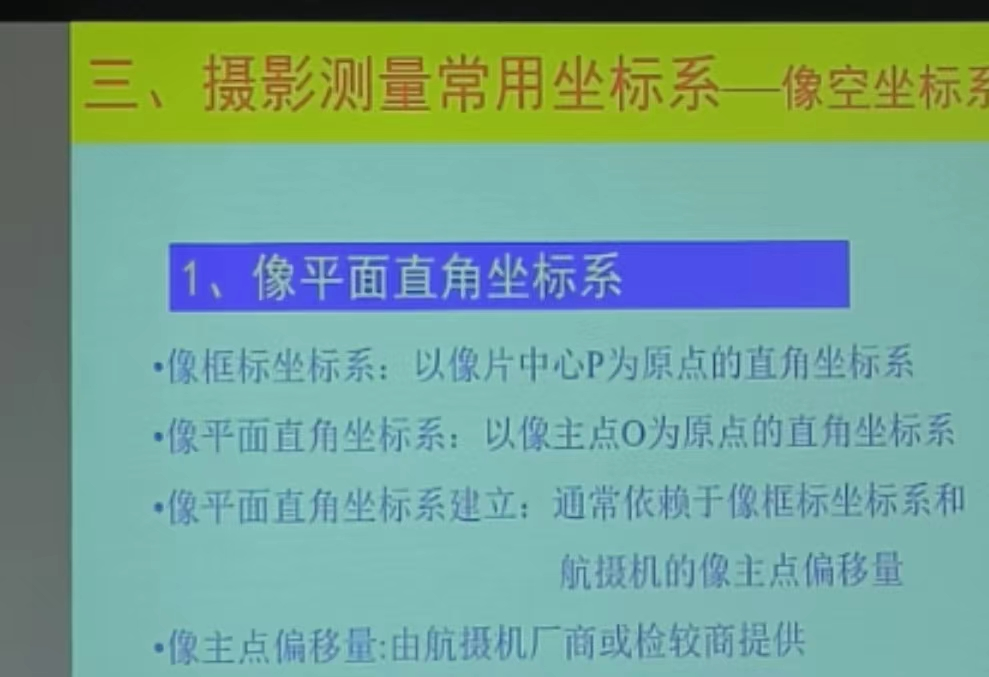 三、摄影测量常用坐标系——像空坐标系
1、像平面直角坐标系
•像框标坐标系：以像片中心P为原点的直角坐标系
•像平面直角坐标系：以像主点O为原点的直角坐标系
•像平面直角坐标系建立：通常依赖于像框标坐标系和
航摄机的像主点偏移量
•像主点偏移量:由航摄机厂商或检较商提供